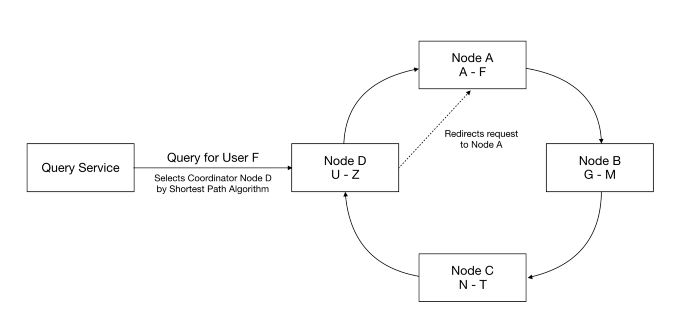 Node A
A - F
Query for User F
Redirects request
to Node A
Query Service
Selects Coordinator Node D
by Shortest Path Algorithm
Node D
U - Z
Node B
G - M
Node C
N - T